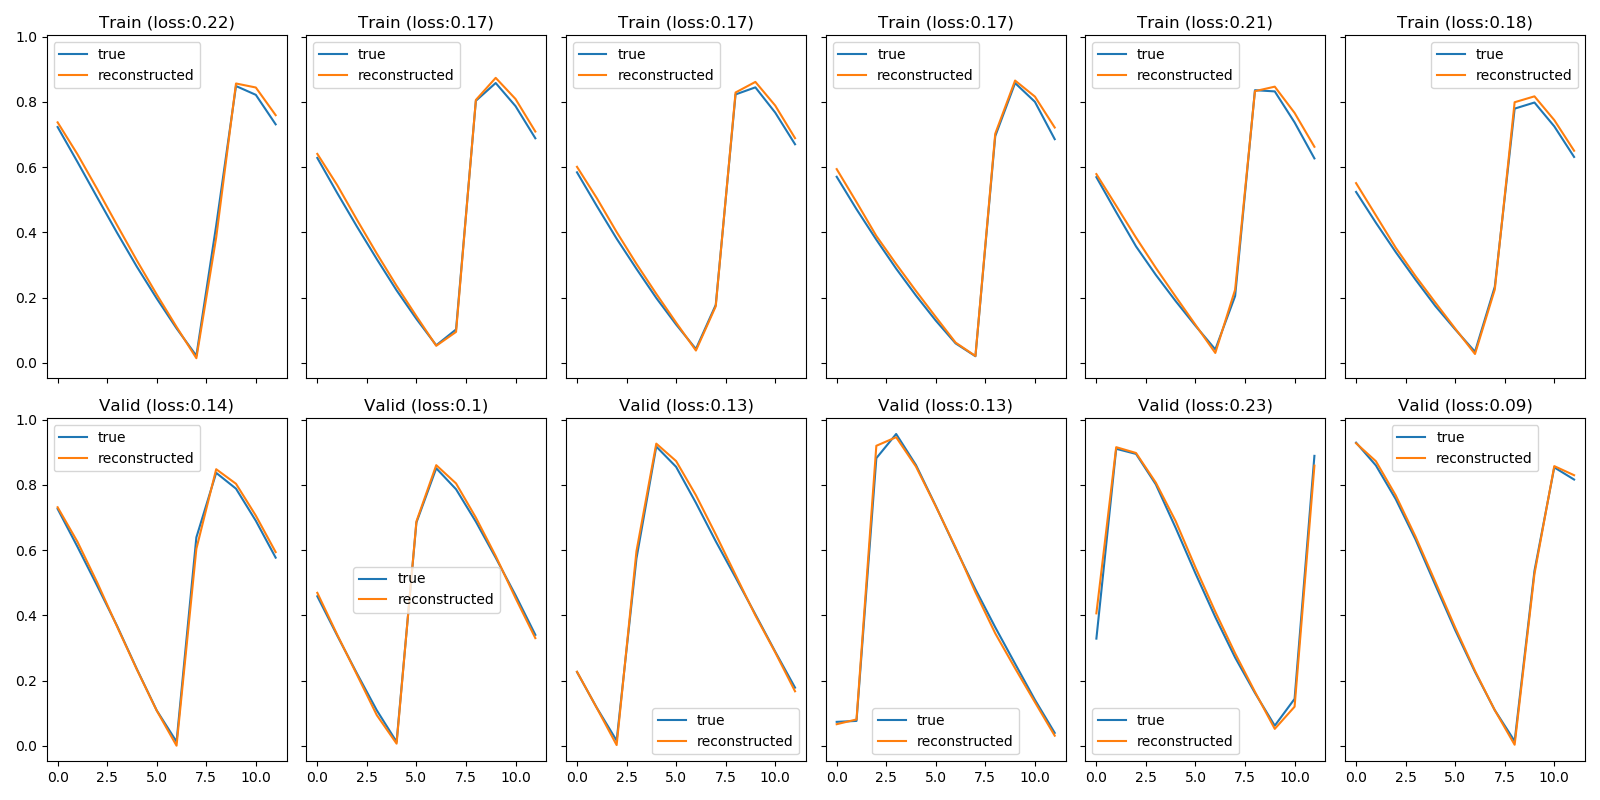 Train (loss:0.22)
Train (loss:0.17)
Train (loss:0.17)
Train (loss:0.17)
Train (loss:0.21)
Train (loss:0.18)
true
reconstructed
true
reconstructed
true
reconstructed
true
reconstructed
true
reconstructed
true
reconstructed
1.0
0.8
0.6
0.4
0.2
0.0
Valid (loss:0.14)
Valid (loss:0.1)
Valid (loss:0.13)
Valid (loss:0.13)
Valid (loss:0.23)
Valid (loss:0.09)
true
reconstructed
true
reconstructed
true
reconstructed
true
reconstructed
true
reconstructed
true
reconstructed
1.0
0.8
0.6
0.4
0.2
0.0
0.0 2.5 5.0 7.5 10.0
0.0 2.5 5.0 7.5 10.0
0.0 2.5 5.0 7.5 10.0
0.0 2.5 5.0 7.5 10.0
0.0 2.5 5.0 7.5 10.0
0.0 2.5 5.0 7.5 10.0